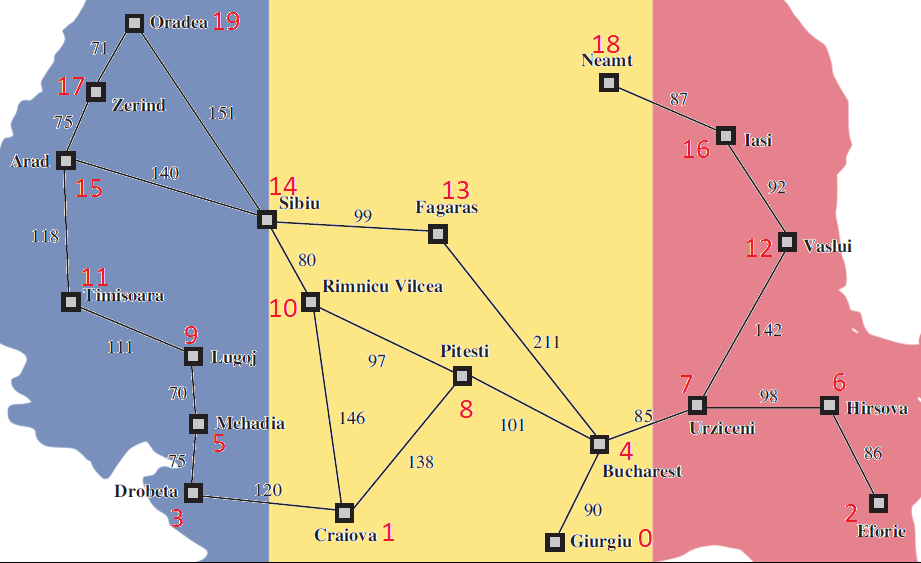 Oradea 19
18
Neamt
71
17
Zerind
87
151
75
Iasi
16
Arad
140
15
14
Sibiu
13
Fagaras
92
99
118
12
Vaslui
80
11
Timisoara
10
Rimnicu Vilcea
9
111
Lugoj
97
Pitesti
211
142
70
8
7
98
6
Hirsova
Mehadia
5
146
101
85
Urziceni
4
Bucharest
75
138
86
Drobeta
3
120
Craiova 1
90
2
Eforie
Giurgiu 0